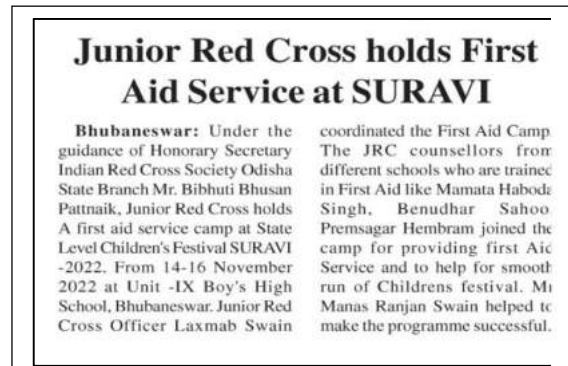 Junior Red Cross holds First
Aid Service at SURAVI
Bhubaneswar: Under the
guidance of Honorary Secretary
Indian Red Cross Society Odisha
State Branch Mr. Bibhuti Bhusan
Pattnaik, Junior Red Cross holds
A first aid service camp at State
Level Children's Festival SURAVI
-2022. From 14-16 November
2022 at Unit -IX Boy's High
School, Bhubaneswar. Junior Red
Cross Officer Laxmab Swain
coordinated the First Aid Camp.
The JRC counsellors from
different schools who are trained
in First Aid like Mamata Haboda
Singh, Benudhar Sahoo
Premsagar Hembram joined the
camp for providing first Aid
Service and to help for smooth
run of Childrens festival. Mr
Manas Ranjan Swain helped to
make the programme successful.